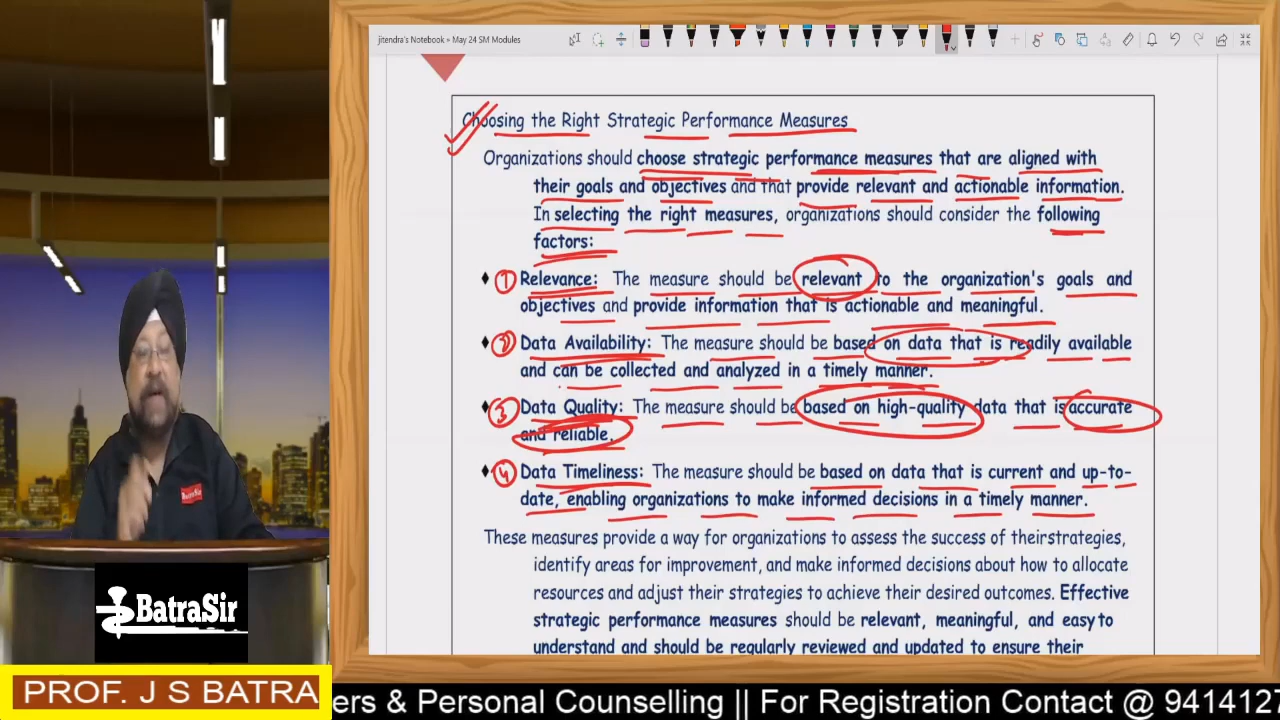 jitendra's Notebook » May 24 SM Modules
Choosing the Right Strategic Performance Measures
Organizations should choose strategic performance measures that are aligned with
their goals and objectives and that provide relevant and actionable information.
In selecting the right measures, organizations should consider the following
factors:
① Relevance: The measure should be relevant to the organization's goals and
objectives and provide information that is actionable and meaningful.
② Data Availability: The measure should be based on data that is readily available
and can be collected and analyzed in a timely manner.
③ Data Quality: The measure should be based on high-quality data that is accurate
and reliable.
④ Data Timeliness: The measure should be based on data that is current and up-to-
date, enabling organizations to make informed decisions in a timely manner.
These measures provide a way for organizations to assess the success of theirstrategies,
identify areas for improvement, and make informed decisions about how to allocate
resources and adjust their strategies to achieve their desired outcomes. Effective
strategic performance measures should be relevant, meaningful, and easy to
understand and should be regularly reviewed and updated to ensure their
BatraSir
BatraSir
PROF. J S BATRA
ers & Personal Counselling || For Registration Contact @ 9414127